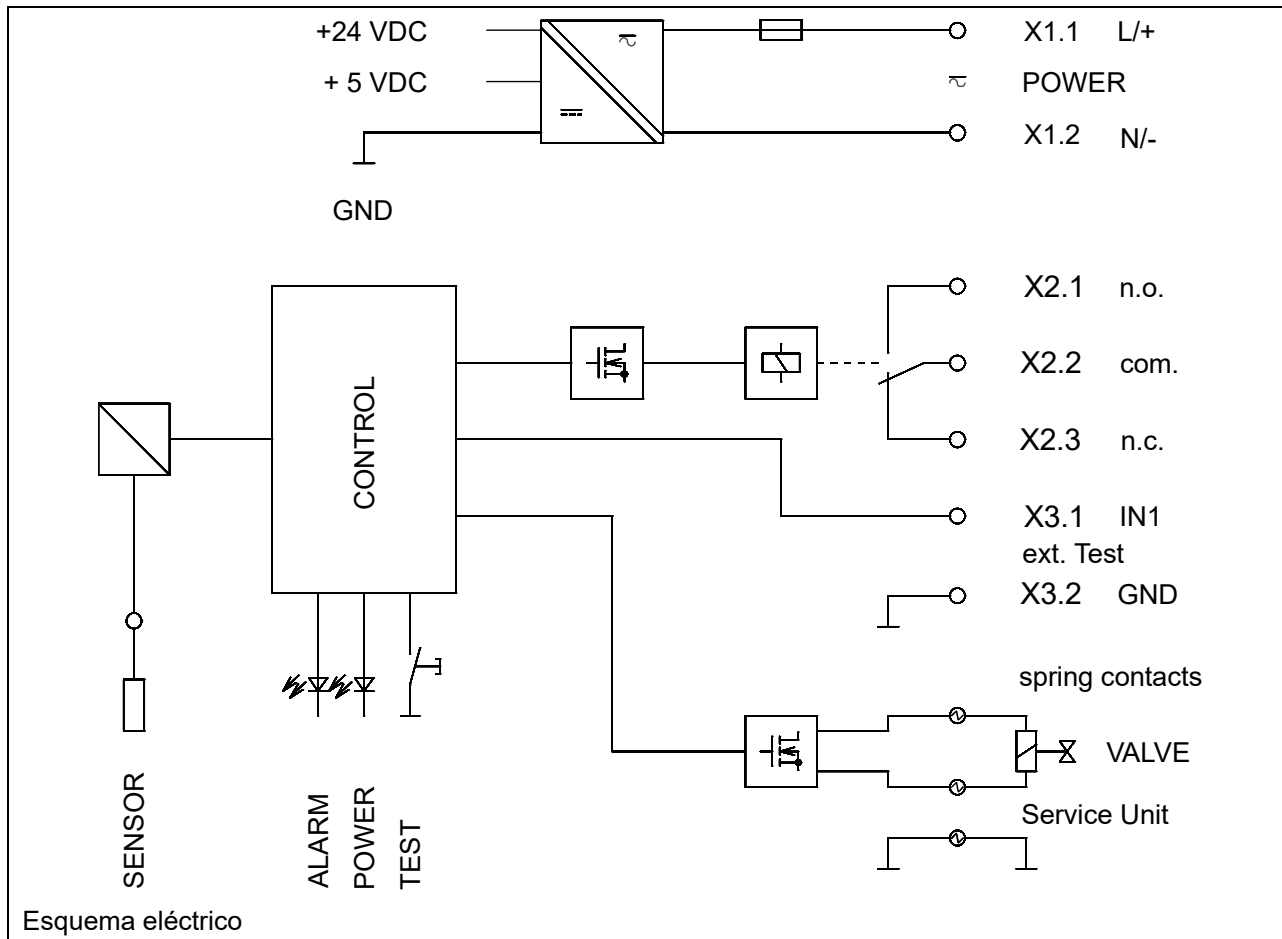 +24 VDC
X1.1 L/+
+ 5 VDC
POWER
X1.2 N/-
GND
X2.1 n.o.
X2.2 com.
CONTROL
X2.3 n.c.
X3.1 IN1
ext. Test
X3.2 GND
spring contacts
VALVE
Service Unit
SENSOR
ALARM
POWER
TEST
Esquema eléctrico